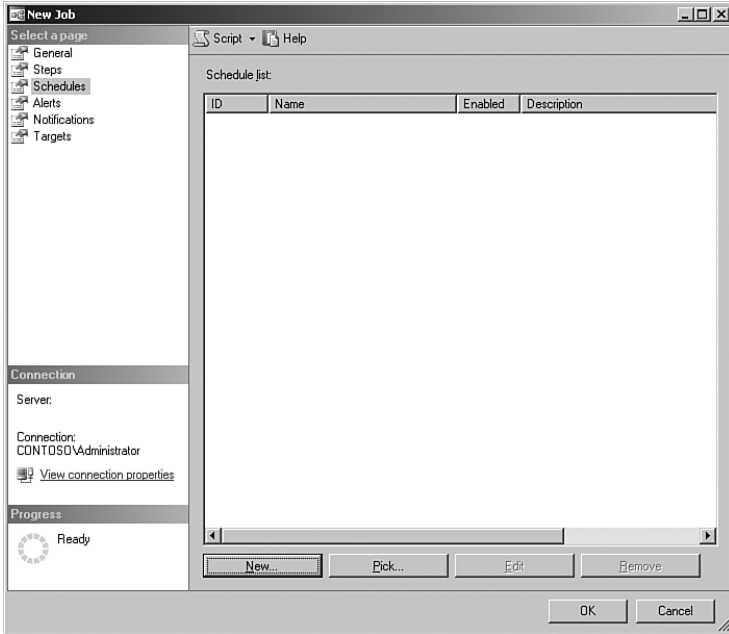 New Job
Select a page
General
Steps
Schedules
Alerts
Notifications
Targets
Script
Help
Schedule list:
ID Name Enabled Description
Connection
Server:
Connection:
CONTOSO\Administrator
View connection properties
Progress
Ready
New... Pick... Edit Remove
OK Cancel